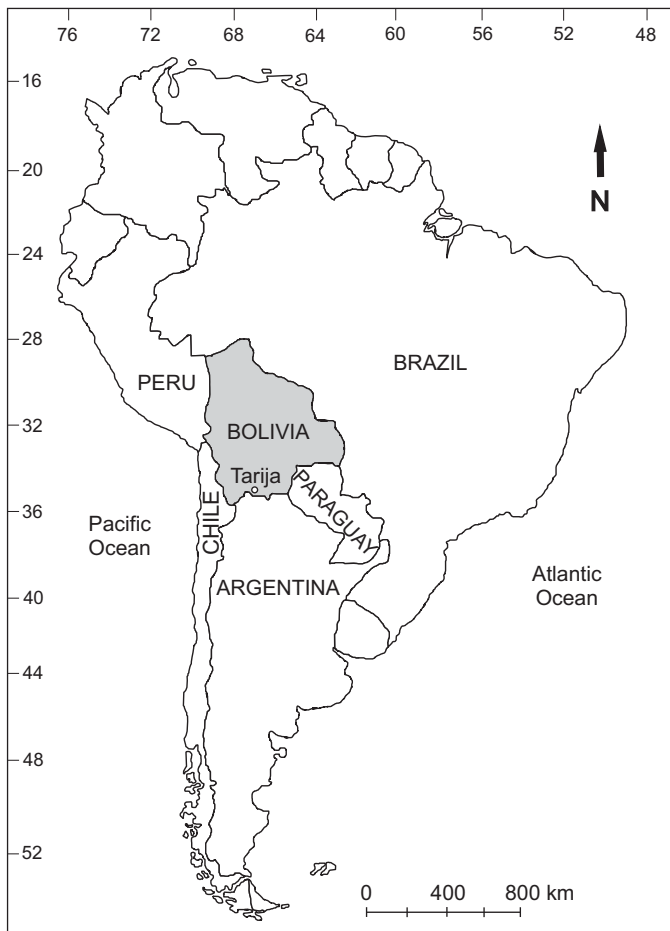 76 72 68 64 60 56 52 48
16
20
N
24
28
BRAZIL
PERU
32
BOLIVIA
Tarija
PARAGUAY
36
CHILE
Pacific
Ocean
ARGENTINA
Atlantic
Ocean
40
44
48
52
0 400 800 km